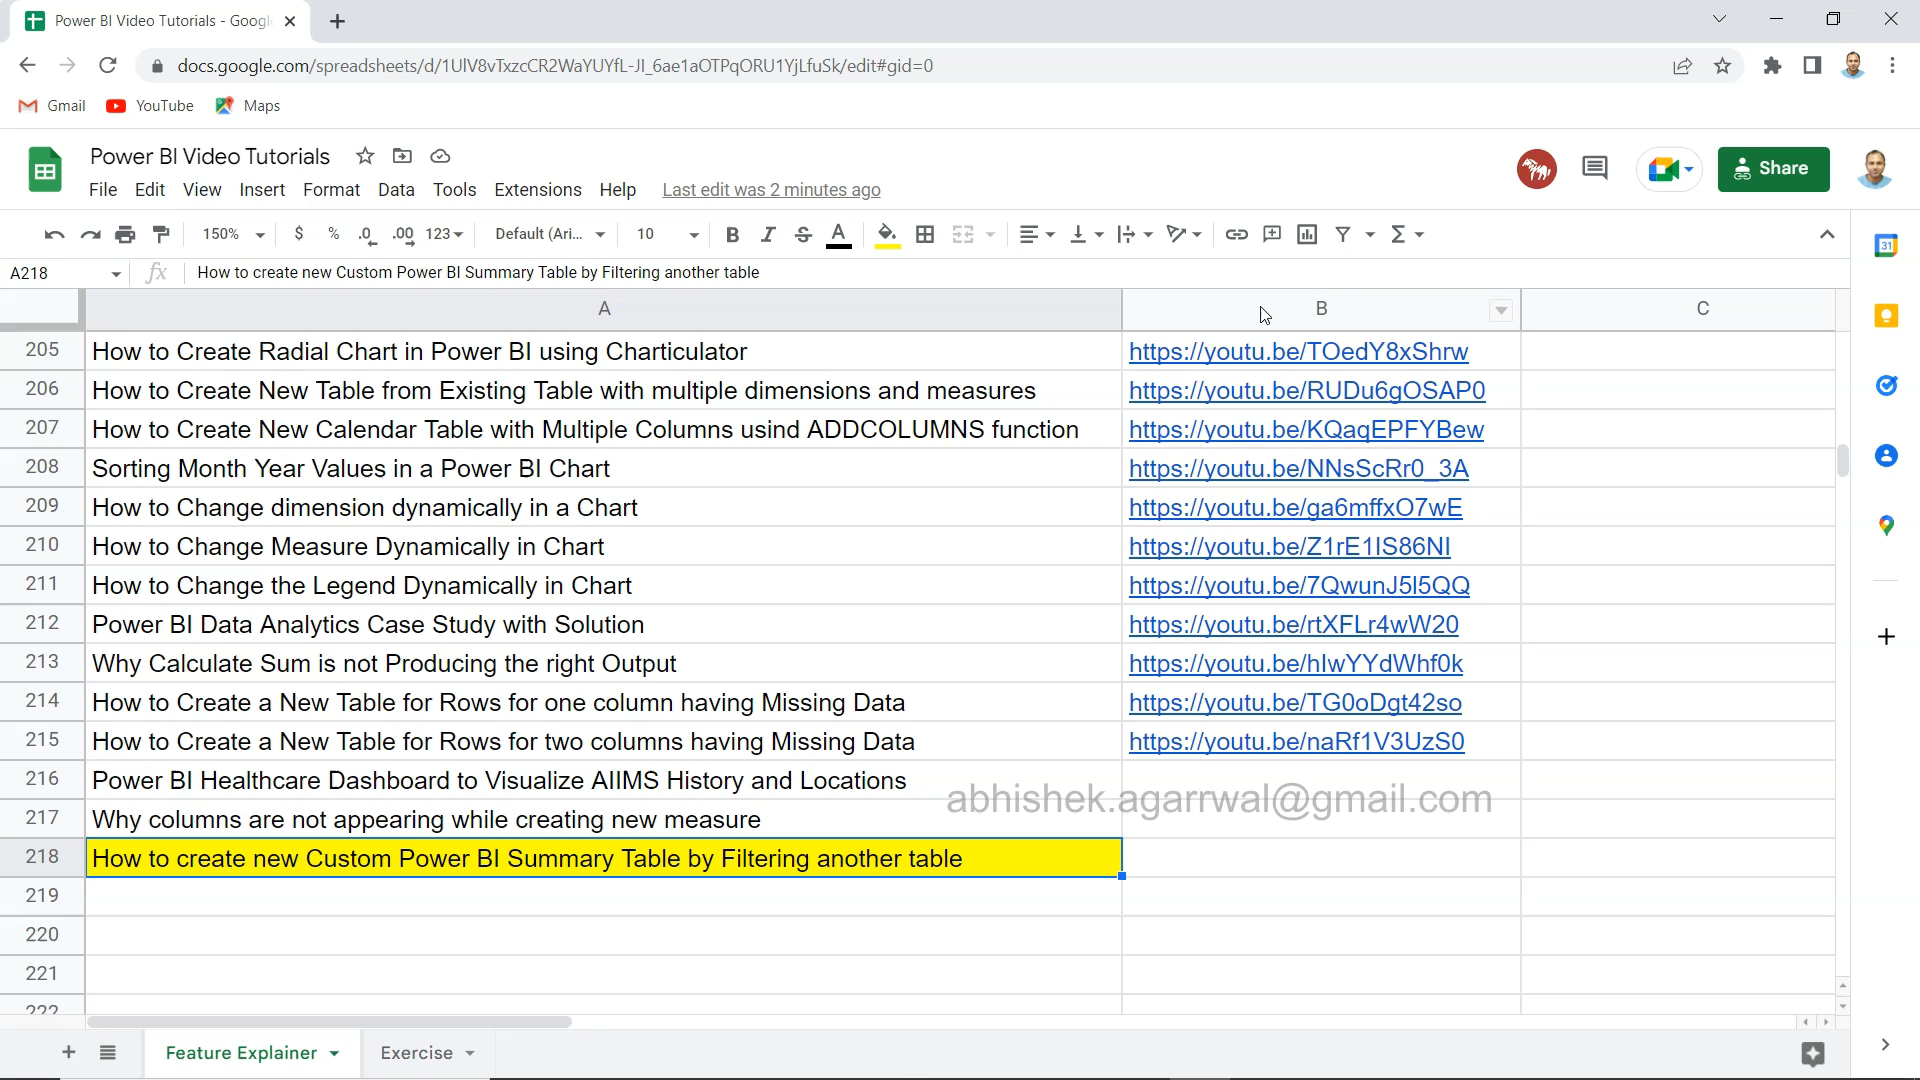 Power BI Video Tutorials - Googl
docs.google.com/spreadsheets/d/1UlV8vTxzcCR2WaYUYfL-JI_6ae1aOTPqORU1YjLfuSk/edit#gid=0
Gmail YouTube Maps
Power BI Video Tutorials
File Edit View Insert Format Data Tools Extensions Help Last edit was 2 minutes ago
Share
150% $ % .0 .00 123 Default (Ari... 10 B I S A
31
A218 fx How to create new Custom Power BI Summary Table by Filtering another table
A B C
205 How to Create Radial Chart in Power BI using Charticulator https://youtu.be/TOedY8xShrw
206 How to Create New Table from Existing Table with multiple dimensions and measures https://youtu.be/RUDu6gOSAP0
207 How to Create New Calendar Table with Multiple Columns usind ADDCOLUMNS function https://youtu.be/KQaqEPFYBew
208 Sorting Month Year Values in a Power BI Chart https://youtu.be/NNsScRr0_3A
209 How to Change dimension dynamically in a Chart https://youtu.be/ga6mffxO7wE
210 How to Change Measure Dynamically in Chart https://youtu.be/Z1rE1IS86NI
211 How to Change the Legend Dynamically in Chart https://youtu.be/7QwunJ5l5QQ
212 Power BI Data Analytics Case Study with Solution https://youtu.be/rtXFLr4wW20
213 Why Calculate Sum is not Producing the right Output https://youtu.be/hIwYYdWhf0k
214 How to Create a New Table for Rows for one column having Missing Data https://youtu.be/TG0oDgt42so
215 How to Create a New Table for Rows for two columns having Missing Data https://youtu.be/naRf1V3UzS0
216 Power BI Healthcare Dashboard to Visualize AIIMS History and Locations
abhishek.agarrwal@gmail.com
217 Why columns are not appearing while creating new measure
218 How to create new Custom Power BI Summary Table by Filtering another table
219
220
221
222
Feature Explainer Exercise